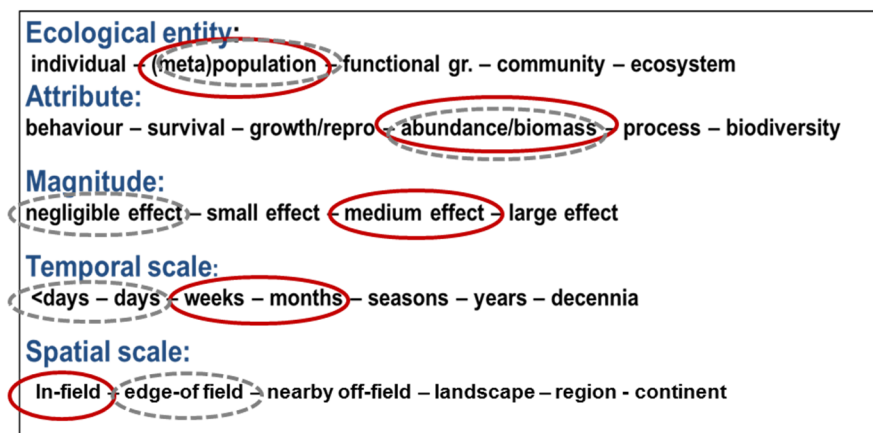 Ecological entity:
individual – (meta)population – functional gr. – community – ecosystem
Attribute:
behaviour – survival – growth/repro – abundance/biomass – process – biodiversity
Magnitude:
negligible effect – small effect – medium effect – large effect
Temporal scale:
<days – days – weeks – months – seasons – years – decennia
Spatial scale:
In-field – edge-of field – nearby off-field – landscape – region - continent